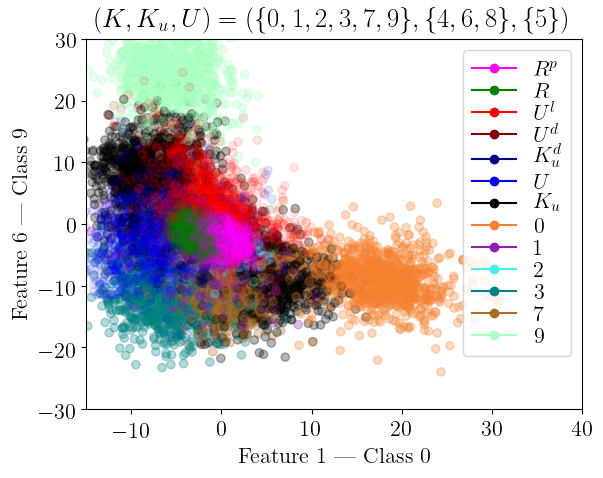 (K, K_u, U) = ({0, 1, 2, 3, 7, 9}, {4, 6, 8}, {5})
30
20
10
0
−10
−20
−30
Feature 6 — Class 9
R^p
R
U^l
U^d
K_u^d
U
K_u
0
1
2
3
7
9
−10
0
10
20
30
40
Feature 1 — Class 0